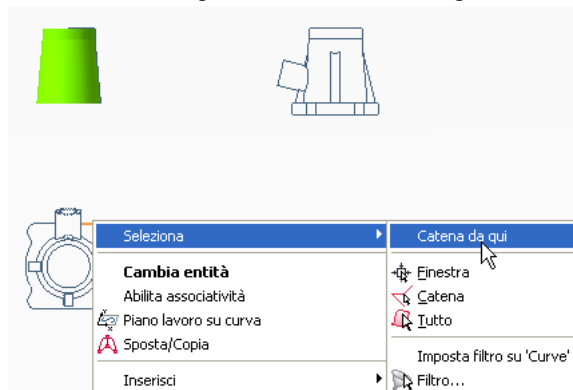 Seleziona
Catena da qui
Cambia entità
Abilita associatività
Piano lavoro su curva
Sposta/Copia
Inserisci
Finestra
Catena
Tutto
Imposta filtro su 'Curve'
Filtro...